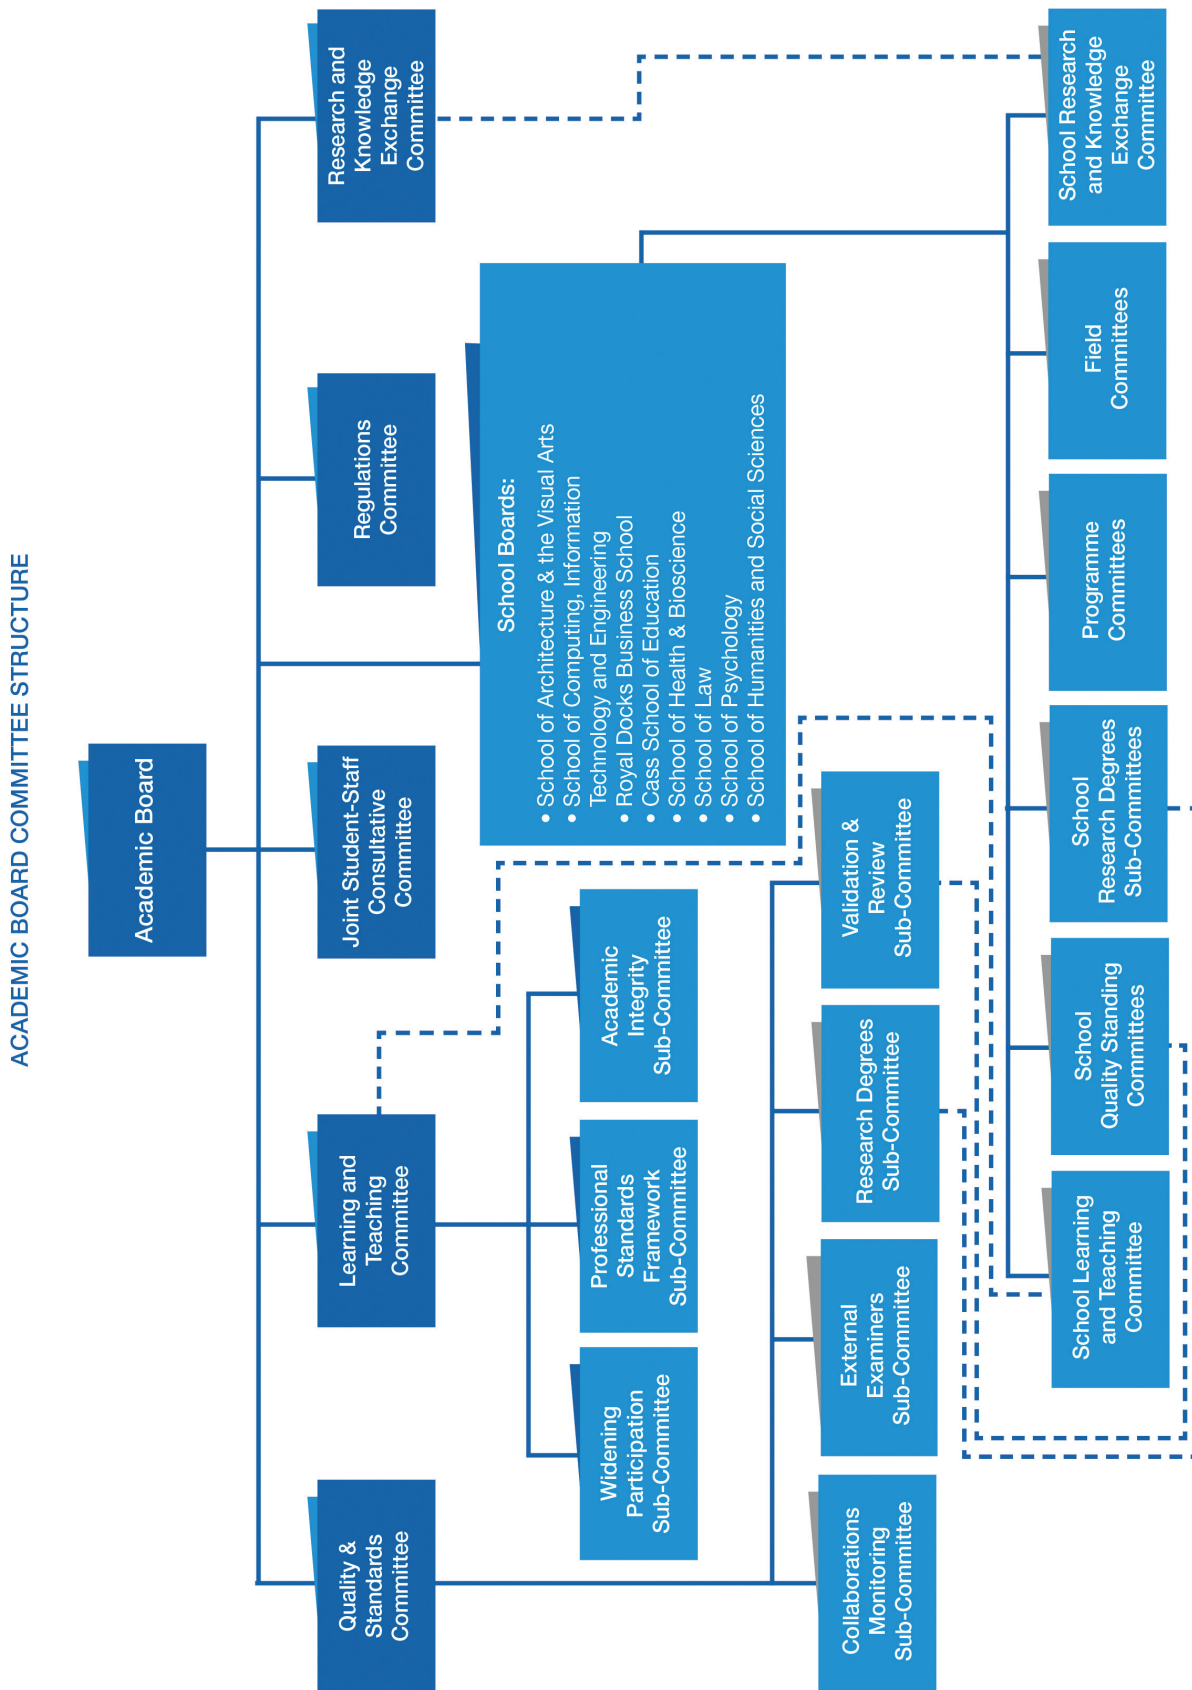 ACADEMIC BOARD COMMITTEE STRUCTURE
Academic Board
Quality &
Standards
Committee
Learning and
Teaching
Committee
Joint Student-Staff
Consultative
Committee
Regulations
Committee
Research and
Knowledge
Exchange
Committee
School Boards:
• School of Architecture & the Visual Arts
• School of Computing, Information
Technology and Engineering
• Royal Docks Business School
• Cass School of Education
• School of Health & Bioscience
• School of Law
• School of Psychology
• School of Humanities and Social Sciences
Widening
Participation
Sub-Committee
Professional
Standards
Framework
Sub-Committee
Academic
Integrity
Sub-Committee
Collaborations
Monitoring
Sub-Committee
External
Examiners
Sub-Committee
Research Degrees
Sub-Committee
Validation &
Review
Sub-Committee
School Learning
and Teaching
Committee
School
Quality Standing
Committees
School
Research Degrees
Sub-Committees
Programme
Committees
Field
Committees
School Research
and Knowledge
Exchange
Committee